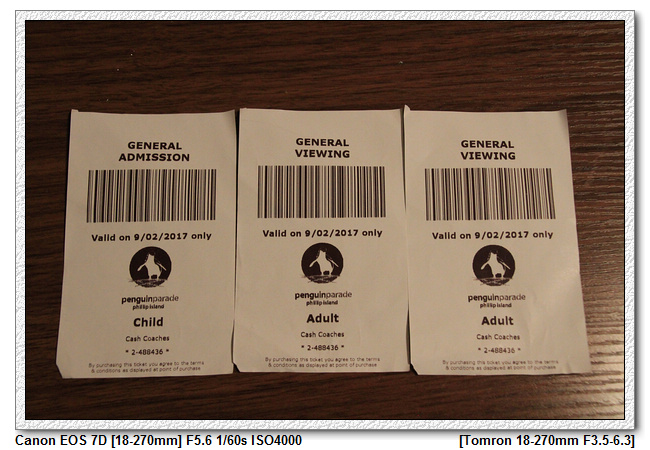 GENERAL
ADMISSION
Valid on 9/02/2017 only
penguinparade
phillip island
Child
Cash Coaches
* 2-488436 *
By purchasing this ticket you agree to the terms
& conditions as displayed at point of purchase
GENERAL
VIEWING
Valid on 9/02/2017 only
penguinparade
phillip island
Adult
Cash Coaches
* 2-488436 *
By purchasing this ticket you agree to the terms
& conditions as displayed at point of purchase
GENERAL
VIEWING
Valid on 9/02/2017 only
penguinparade
phillip island
Adult
Cash Coaches
* 2-488436 *
By purchasing this ticket you agree to the terms
& conditions as displayed at point of purchase
Canon EOS 7D [18-270mm] F5.6 1/60s ISO4000
[Tomron 18-270mm F3.5-6.3]